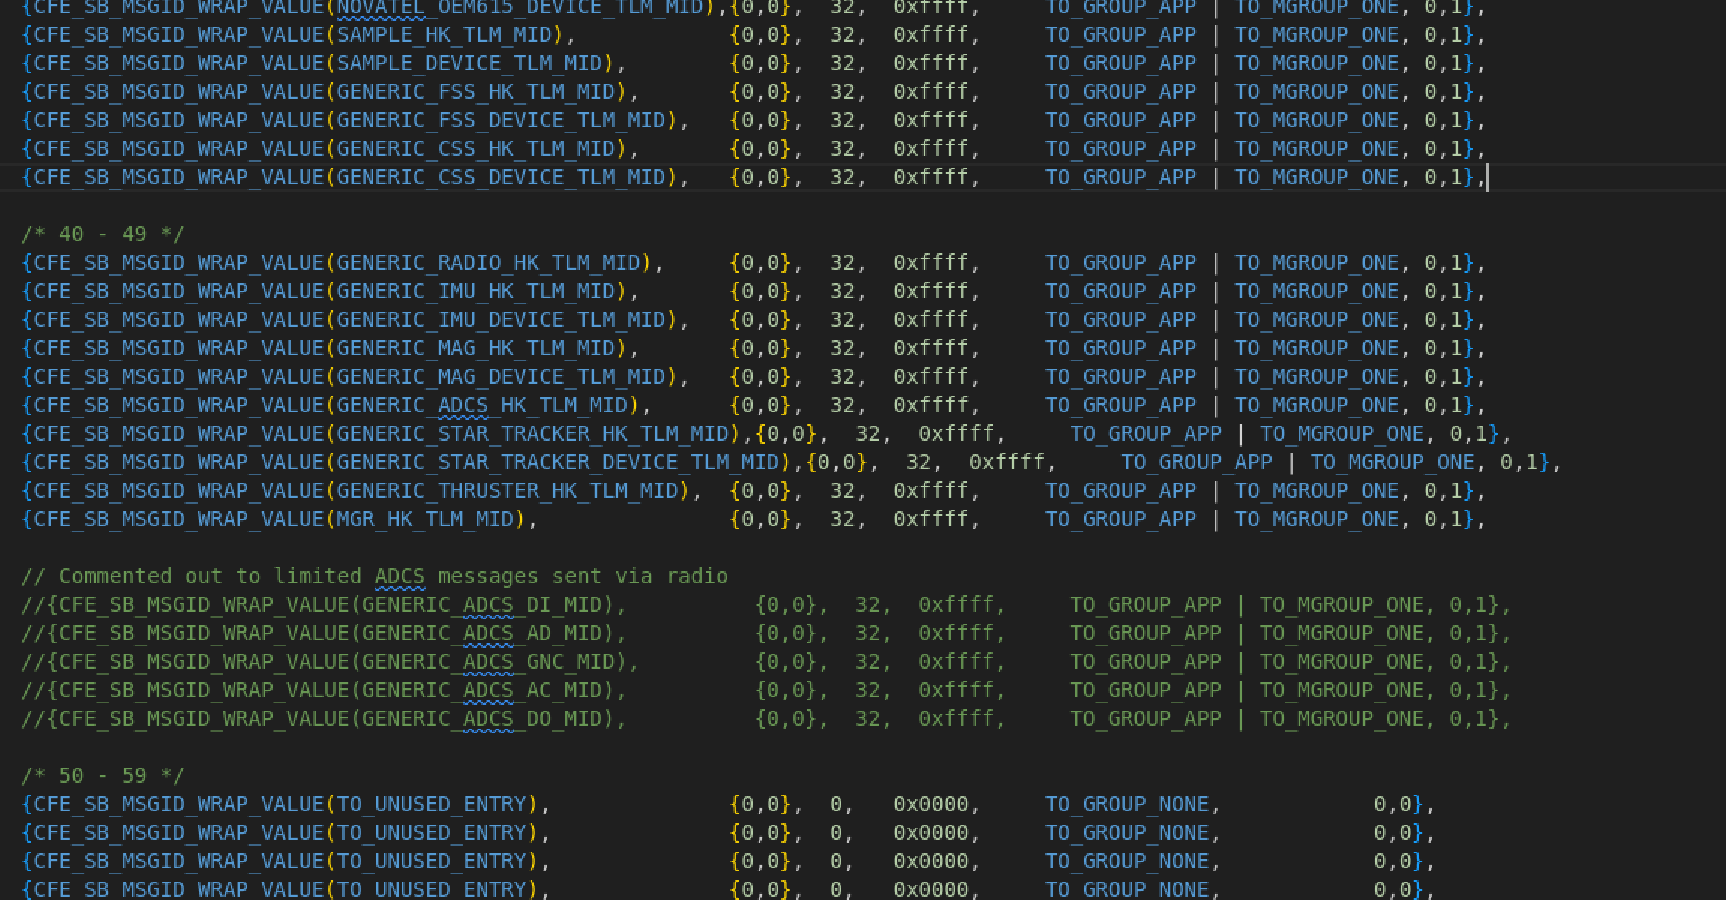 {CFE_SB_MSGID_WRAP_VALUE(NOVATEL_OEM615_DEVICE_TLM_MID),{0,0},  32,  0xffff,     TO_GROUP_APP | TO_MGROUP_ONE, 0,1},
{CFE_SB_MSGID_WRAP_VALUE(SAMPLE_HK_TLM_MID),            {0,0},  32,  0xffff,     TO_GROUP_APP | TO_MGROUP_ONE, 0,1},
{CFE_SB_MSGID_WRAP_VALUE(SAMPLE_DEVICE_TLM_MID),        {0,0},  32,  0xffff,     TO_GROUP_APP | TO_MGROUP_ONE, 0,1},
{CFE_SB_MSGID_WRAP_VALUE(GENERIC_FSS_HK_TLM_MID),       {0,0},  32,  0xffff,     TO_GROUP_APP | TO_MGROUP_ONE, 0,1},
{CFE_SB_MSGID_WRAP_VALUE(GENERIC_FSS_DEVICE_TLM_MID),   {0,0},  32,  0xffff,     TO_GROUP_APP | TO_MGROUP_ONE, 0,1},
{CFE_SB_MSGID_WRAP_VALUE(GENERIC_CSS_HK_TLM_MID),       {0,0},  32,  0xffff,     TO_GROUP_APP | TO_MGROUP_ONE, 0,1},
{CFE_SB_MSGID_WRAP_VALUE(GENERIC_CSS_DEVICE_TLM_MID),   {0,0},  32,  0xffff,     TO_GROUP_APP | TO_MGROUP_ONE, 0,1},
/* 40 - 49 */
{CFE_SB_MSGID_WRAP_VALUE(GENERIC_RADIO_HK_TLM_MID),     {0,0},  32,  0xffff,     TO_GROUP_APP | TO_MGROUP_ONE, 0,1},
{CFE_SB_MSGID_WRAP_VALUE(GENERIC_IMU_HK_TLM_MID),       {0,0},  32,  0xffff,     TO_GROUP_APP | TO_MGROUP_ONE, 0,1},
{CFE_SB_MSGID_WRAP_VALUE(GENERIC_IMU_DEVICE_TLM_MID),   {0,0},  32,  0xffff,     TO_GROUP_APP | TO_MGROUP_ONE, 0,1},
{CFE_SB_MSGID_WRAP_VALUE(GENERIC_MAG_HK_TLM_MID),       {0,0},  32,  0xffff,     TO_GROUP_APP | TO_MGROUP_ONE, 0,1},
{CFE_SB_MSGID_WRAP_VALUE(GENERIC_MAG_DEVICE_TLM_MID),   {0,0},  32,  0xffff,     TO_GROUP_APP | TO_MGROUP_ONE, 0,1},
{CFE_SB_MSGID_WRAP_VALUE(GENERIC_ADCS_HK_TLM_MID),      {0,0},  32,  0xffff,     TO_GROUP_APP | TO_MGROUP_ONE, 0,1},
{CFE_SB_MSGID_WRAP_VALUE(GENERIC_STAR_TRACKER_HK_TLM_MID),{0,0},  32,  0xffff,     TO_GROUP_APP | TO_MGROUP_ONE, 0,1},
{CFE_SB_MSGID_WRAP_VALUE(GENERIC_STAR_TRACKER_DEVICE_TLM_MID),{0,0},  32,  0xffff,     TO_GROUP_APP | TO_MGROUP_ONE, 0,1},
{CFE_SB_MSGID_WRAP_VALUE(GENERIC_THRUSTER_HK_TLM_MID),  {0,0},  32,  0xffff,     TO_GROUP_APP | TO_MGROUP_ONE, 0,1},
{CFE_SB_MSGID_WRAP_VALUE(MGR_HK_TLM_MID),               {0,0},  32,  0xffff,     TO_GROUP_APP | TO_MGROUP_ONE, 0,1},
// Commented out to limited ADCS messages sent via radio
//{CFE_SB_MSGID_WRAP_VALUE(GENERIC_ADCS_DI_MID),          {0,0},  32,  0xffff,     TO_GROUP_APP | TO_MGROUP_ONE, 0,1},
//{CFE_SB_MSGID_WRAP_VALUE(GENERIC_ADCS_AD_MID),          {0,0},  32,  0xffff,     TO_GROUP_APP | TO_MGROUP_ONE, 0,1},
//{CFE_SB_MSGID_WRAP_VALUE(GENERIC_ADCS_GNC_MID),         {0,0},  32,  0xffff,     TO_GROUP_APP | TO_MGROUP_ONE, 0,1},
//{CFE_SB_MSGID_WRAP_VALUE(GENERIC_ADCS_AC_MID),          {0,0},  32,  0xffff,     TO_GROUP_APP | TO_MGROUP_ONE, 0,1},
//{CFE_SB_MSGID_WRAP_VALUE(GENERIC_ADCS_DO_MID),          {0,0},  32,  0xffff,     TO_GROUP_APP | TO_MGROUP_ONE, 0,1},
/* 50 - 59 */
{CFE_SB_MSGID_WRAP_VALUE(TO_UNUSED_ENTRY),              {0,0},  0,   0x0000,     TO_GROUP_NONE,            0,0},
{CFE_SB_MSGID_WRAP_VALUE(TO_UNUSED_ENTRY),              {0,0},  0,   0x0000,     TO_GROUP_NONE,            0,0},
{CFE_SB_MSGID_WRAP_VALUE(TO_UNUSED_ENTRY),              {0,0},  0,   0x0000,     TO_GROUP_NONE,            0,0},
{CFE_SB_MSGID_WRAP_VALUE(TO_UNUSED_ENTRY),              {0,0},  0,   0x0000,     TO_GROUP_NONE,            0,0},